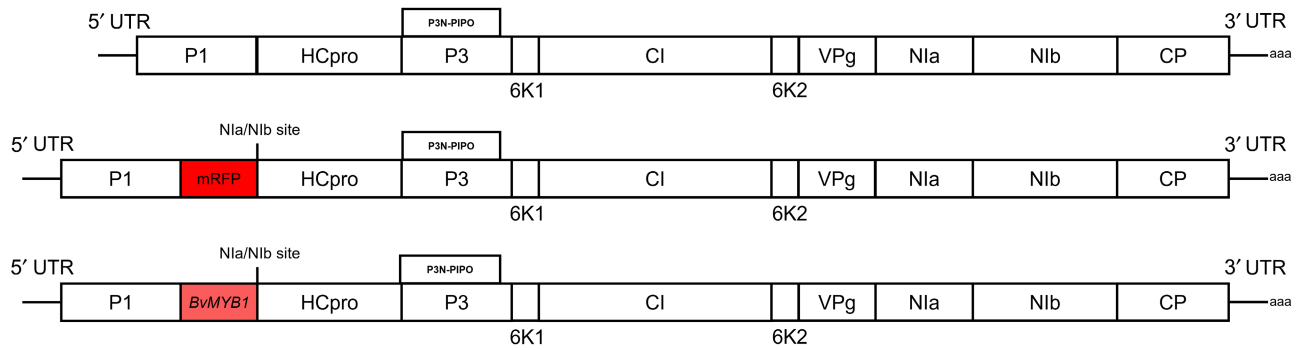 5′ UTR P3N-PIPO 3′ UTR
P1 HCpro P3 CI VPg NIa NIb CP aaa
6K1 6K2
NIa/NIb site
5′ UTR P3N-PIPO 3′ UTR
P1 mRFP HCpro P3 CI VPg NIa NIb CP aaa
6K1 6K2
NIa/NIb site
5′ UTR P3N-PIPO 3′ UTR
P1 BvMYB1 HCpro P3 CI VPg NIa NIb CP aaa
6K1 6K2